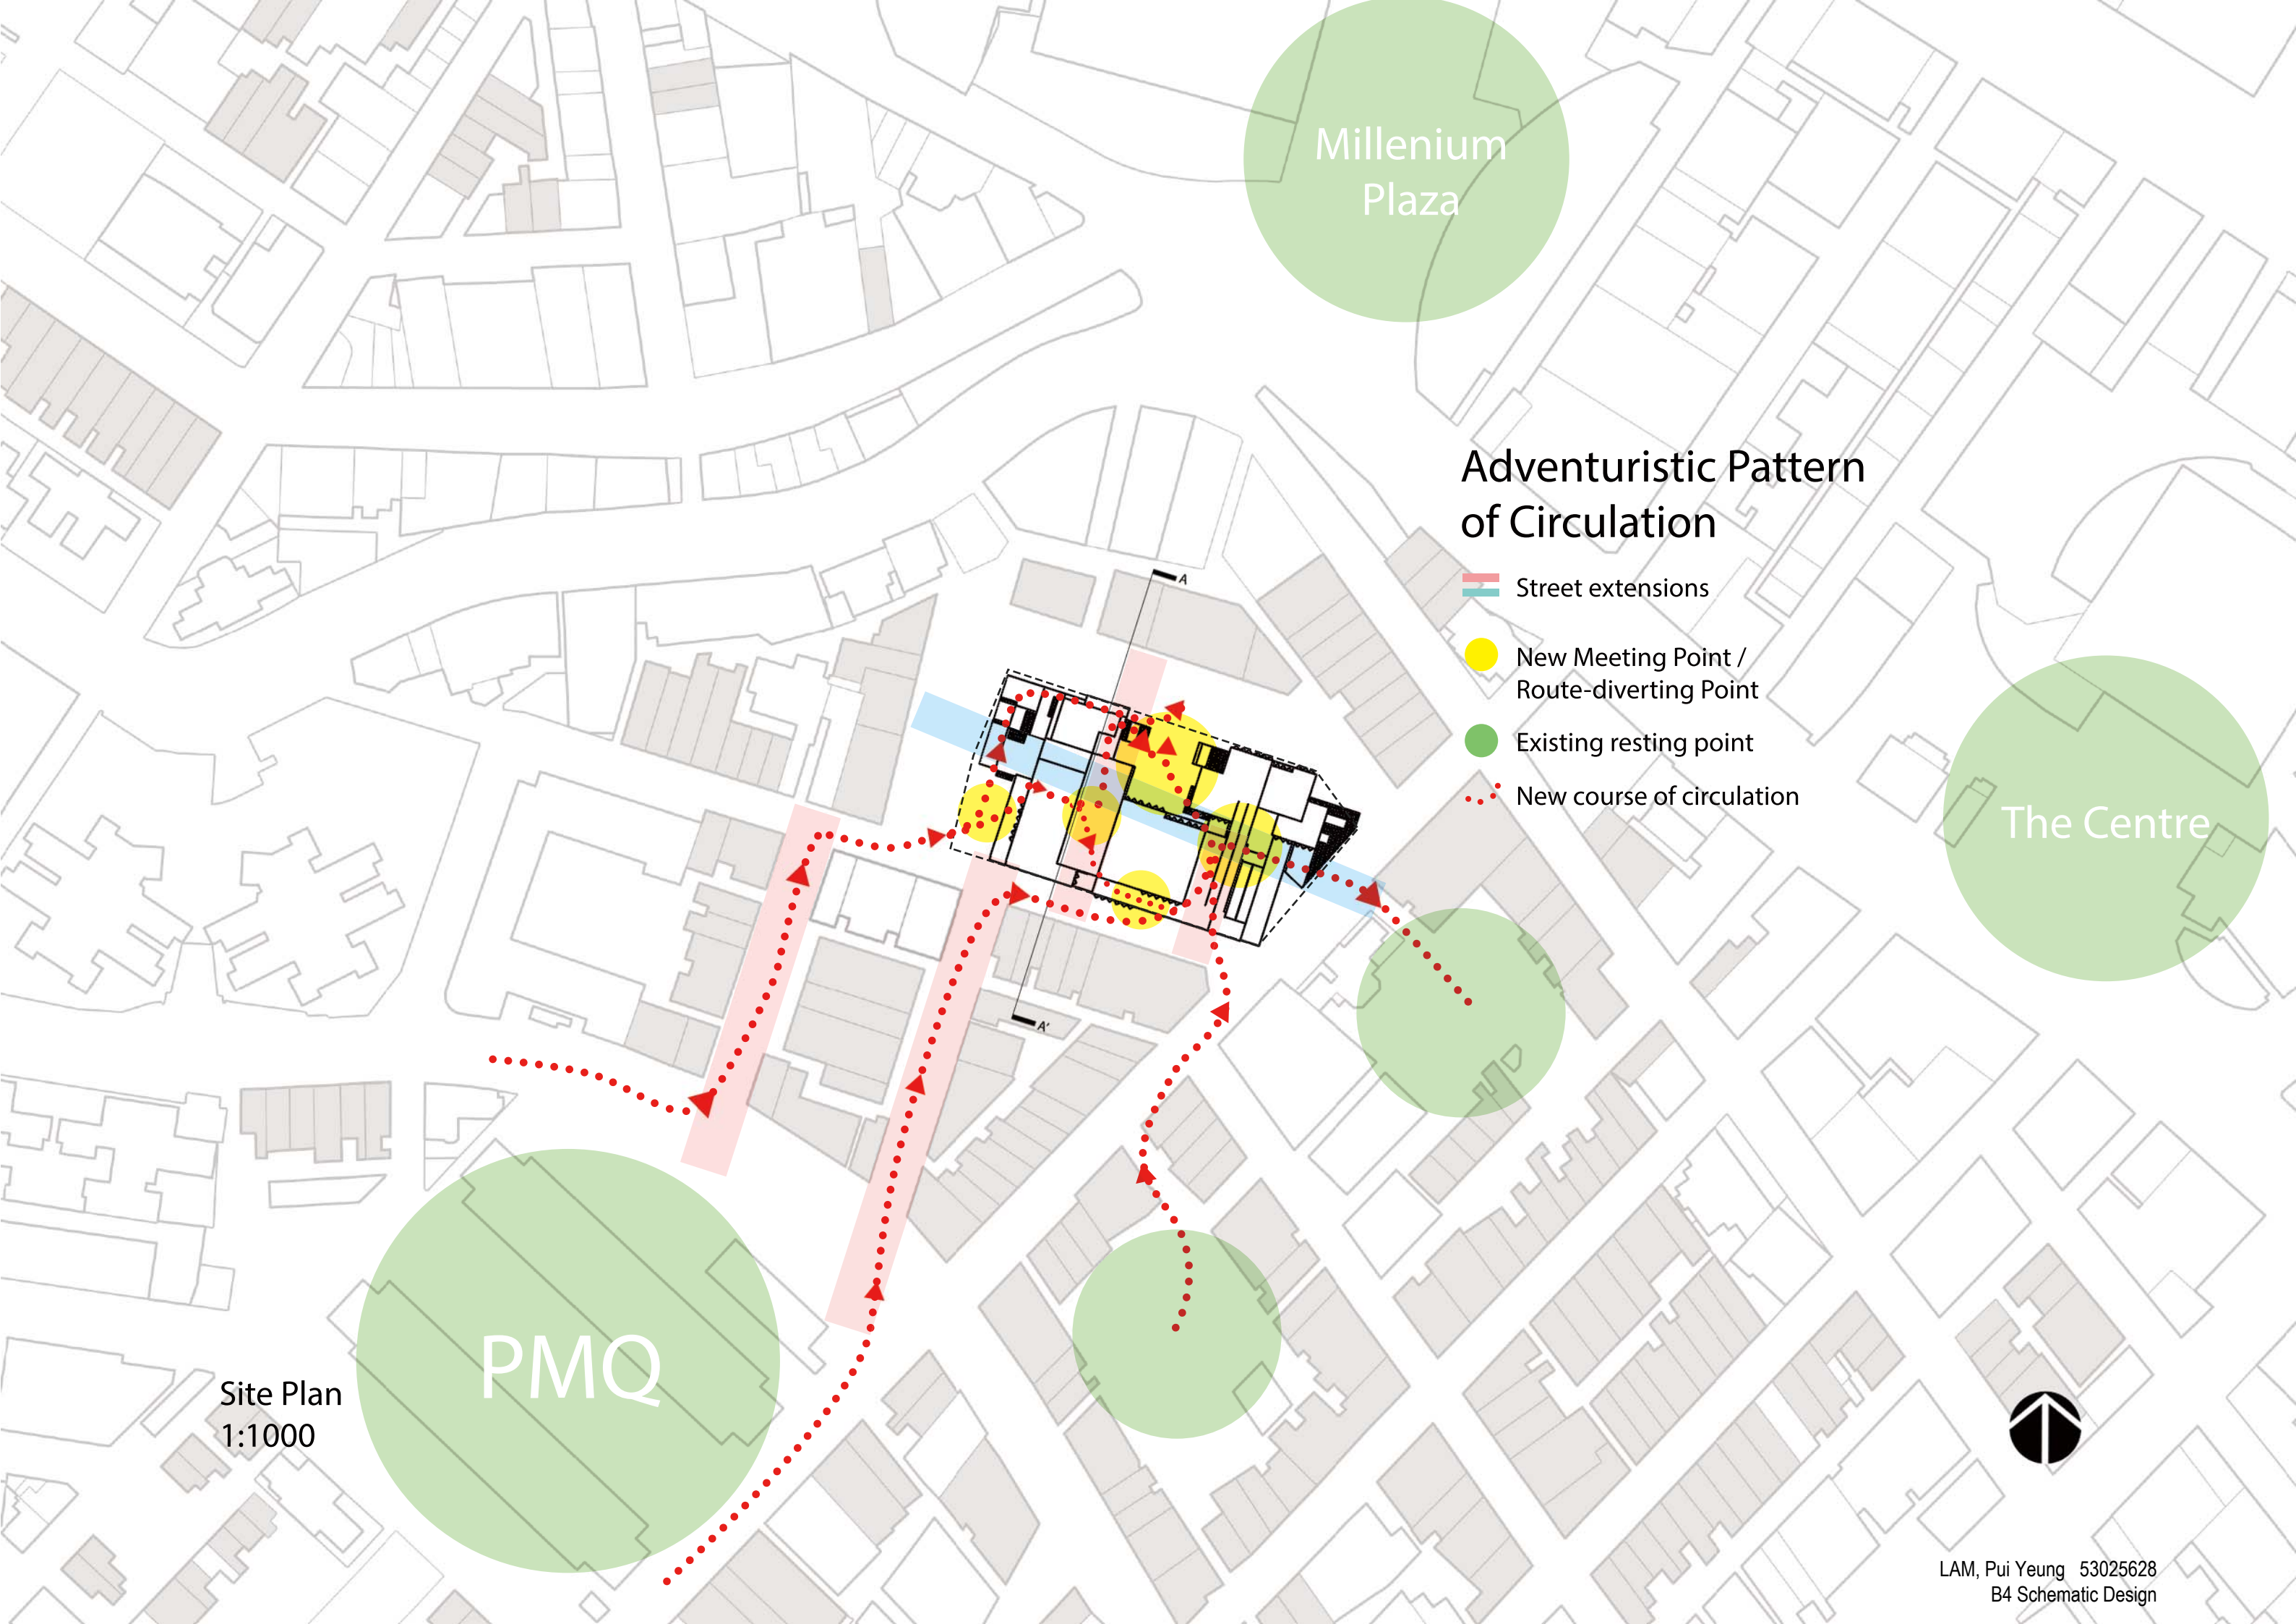 Millenium
Plaza
Adventuristic Pattern
of Circulation
Street extensions
New Meeting Point /
Route-diverting Point
Existing resting point
New course of circulation
A
The Centre
A'
PMQ
Site Plan
1:1000
LAM, Pui Yeung 53025628
B4 Schematic Design